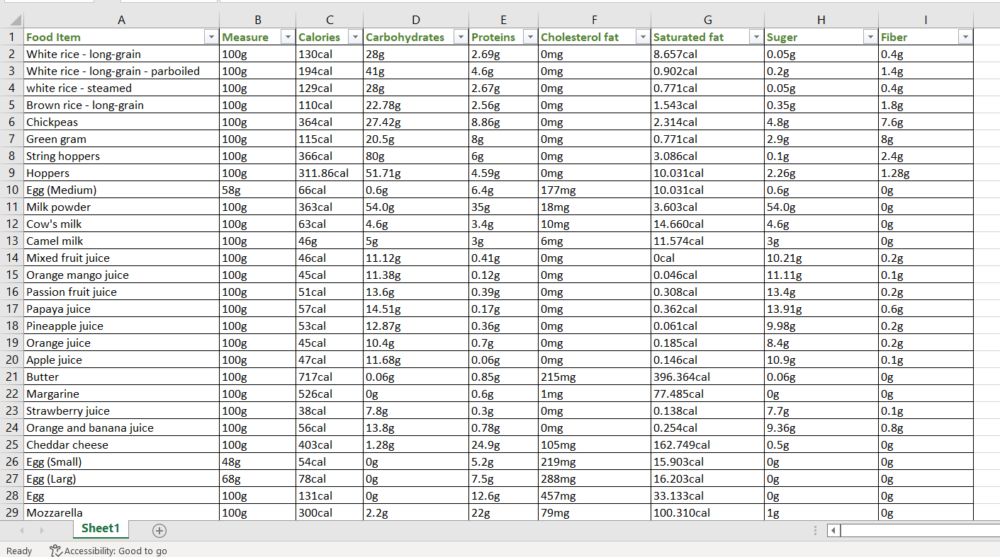 A B C D E F G H I
1 Food Item Measure Calories Carbohydrates Proteins Cholesterol fat Saturated fat Suger Fiber
2 White rice - long-grain 100g 130cal 28g 2.69g 0mg 8.657cal 0.05g 0.4g
3 White rice - long-grain - parboiled 100g 194cal 41g 4.6g 0mg 0.902cal 0.2g 1.4g
4 white rice - steamed 100g 129cal 28g 2.67g 0mg 0.771cal 0.05g 0.4g
5 Brown rice - long-grain 100g 110cal 22.78g 2.56g 0mg 1.543cal 0.35g 1.8g
6 Chickpeas 100g 364cal 27.42g 8.86g 0mg 2.314cal 4.8g 7.6g
7 Green gram 100g 115cal 20.5g 8g 0mg 0.771cal 2.9g 8g
8 String hoppers 100g 366cal 80g 6g 0mg 3.086cal 0.1g 2.4g
9 Hoppers 100g 311.86cal 51.71g 4.59g 0mg 10.031cal 2.26g 1.28g
10 Egg (Medium) 58g 66cal 0.6g 6.4g 177mg 10.031cal 0.6g 0g
11 Milk powder 100g 363cal 54.0g 35g 18mg 3.603cal 54.0g 0g
12 Cow's milk 100g 63cal 4.6g 3.4g 10mg 14.660cal 4.6g 0g
13 Camel milk 100g 46g 5g 3g 6mg 11.574cal 3g 0g
14 Mixed fruit juice 100g 46cal 11.12g 0.41g 0mg 0cal 10.21g 0.2g
15 Orange mango juice 100g 45cal 11.38g 0.12g 0mg 0.046cal 11.11g 0.1g
16 Passion fruit juice 100g 51cal 13.6g 0.39g 0mg 0.308cal 13.4g 0.2g
17 Papaya juice 100g 57cal 14.51g 0.17g 0mg 0.362cal 13.91g 0.6g
18 Pineapple juice 100g 53cal 12.87g 0.36g 0mg 0.061cal 9.98g 0.2g
19 Orange juice 100g 45cal 10.4g 0.7g 0mg 0.185cal 8.4g 0.2g
20 Apple juice 100g 47cal 11.68g 0.06g 0mg 0.146cal 10.9g 0.1g
21 Butter 100g 717cal 0.06g 0.85g 215mg 396.364cal 0.06g 0g
22 Margarine 100g 526cal 0g 0.6g 1mg 77.485cal 0g 0g
23 Strawberry juice 100g 38cal 7.8g 0.3g 0mg 0.138cal 7.7g 0.1g
24 Orange and banana juice 100g 56cal 13.8g 0.78g 0mg 0.254cal 9.36g 0.8g
25 Cheddar cheese 100g 403cal 1.28g 24.9g 105mg 162.749cal 0.5g 0g
26 Egg (Small) 48g 54cal 0g 5.2g 219mg 15.903cal 0g 0g
27 Egg (Larg) 68g 78cal 0g 7.5g 288mg 16.203cal 0g 0g
28 Egg 100g 131cal 0g 12.6g 457mg 33.133cal 0g 0g
29 Mozzarella 100g 300cal 2.2g 22g 79mg 100.310cal 1g 0g
Sheet1
Ready Accessibility: Good to go